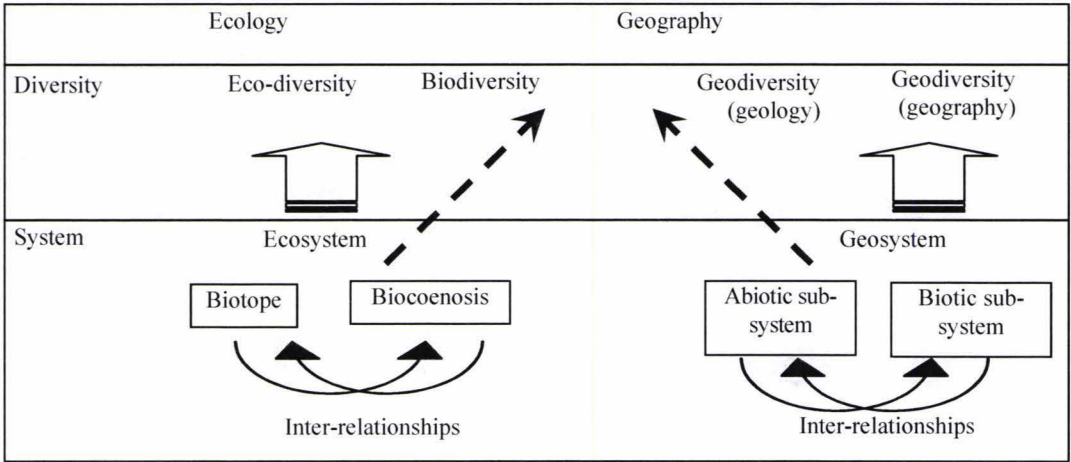 Ecology Geography
Diversity Eco-diversity Biodiversity Geodiversity Geodiversity
(geology) (geography)
System Ecosystem Geosystem
Biotope Biocoenosis Abiotic sub- Biotic sub-
system system
Inter-relationships Inter-relationships